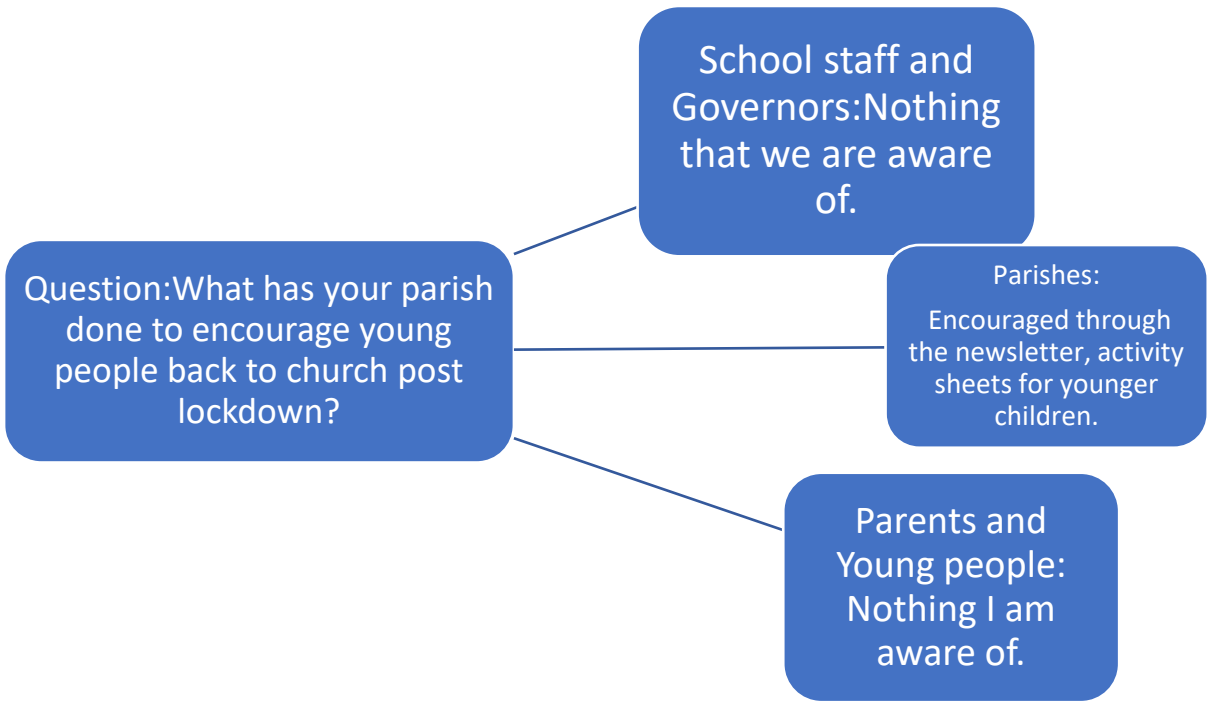 Question:What has your parish
done to encourage young
people back to church post
lockdown?
School staff and
Governors:Nothing
that we are aware
of.
Parishes:
Encouraged through
the newsletter, activity
sheets for younger
children.
Parents and
Young people:
Nothing I am
aware of.